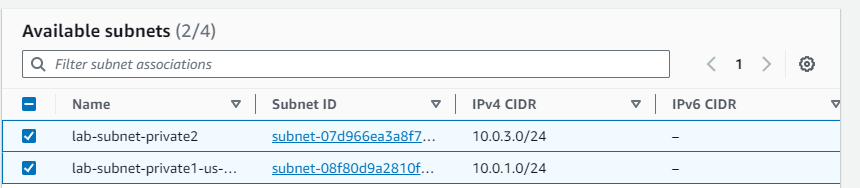 Available subnets (2/4)
Filter subnet associations
1
Name Subnet ID IPv4 CIDR IPv6 CIDR
lab-subnet-private2 subnet-07d966ea3a8f7... 10.0.3.0/24 –
lab-subnet-private1-us-... subnet-08f80d9a2810f... 10.0.1.0/24 –